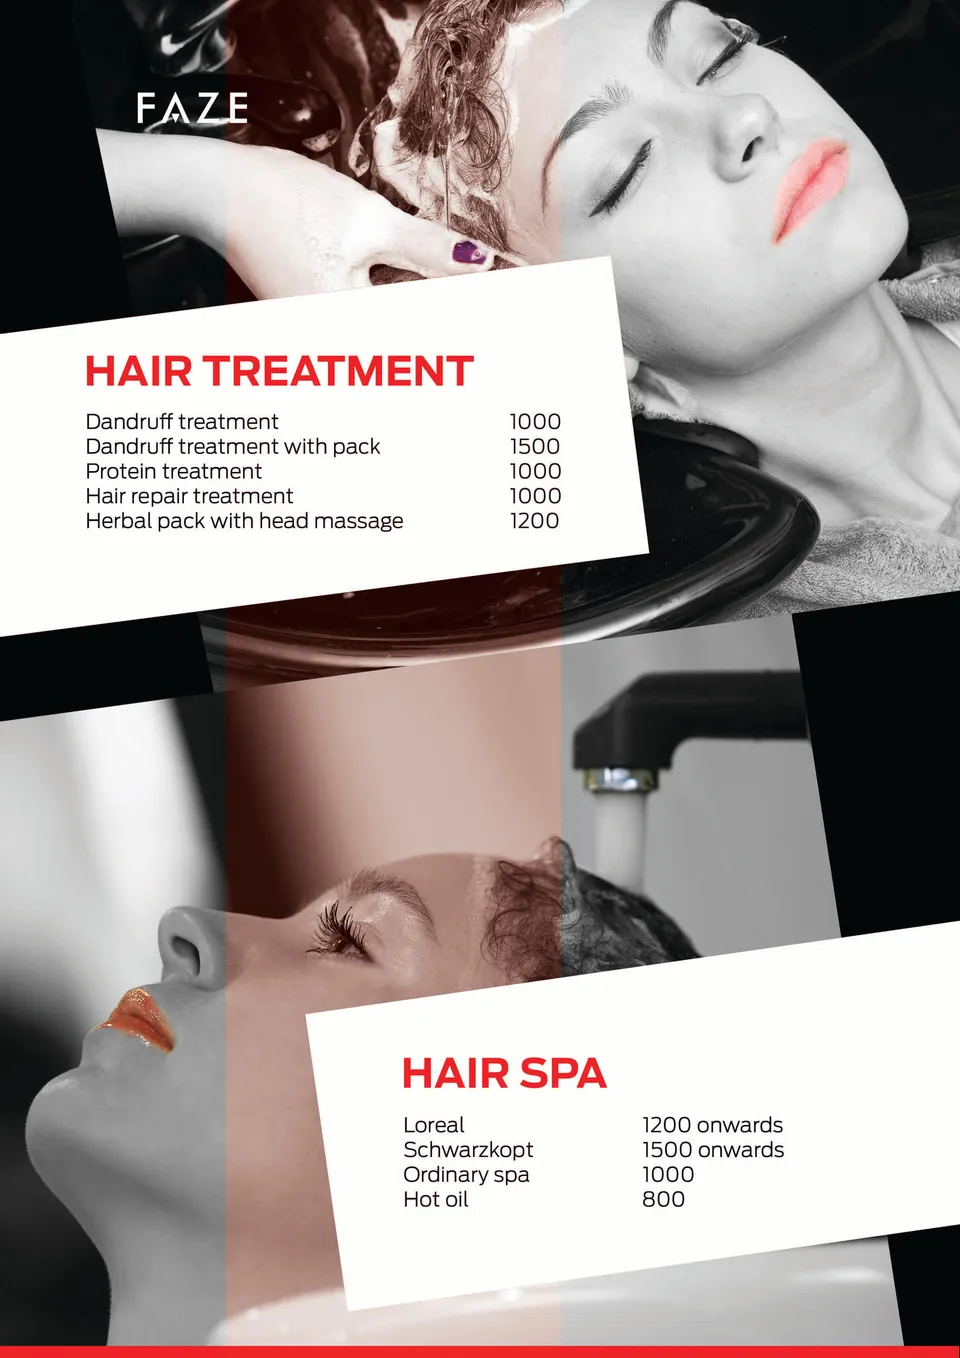 FAZE
HAIR TREATMENT
Dandruff treatment 1000
Dandruff treatment with pack 1500
Protein treatment 1000
Hair repair treatment 1000
Herbal pack with head massage 1200
HAIR SPA
Loreal 1200 onwards
Schwarzkopt 1500 onwards
Ordinary spa 1000
Hot oil 800